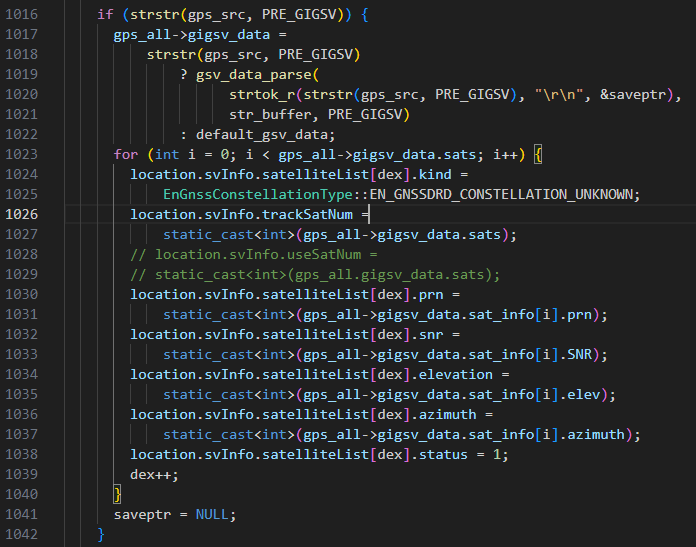 1016 if (strstr(gps_src, PRE_GIGSV)) {
1017 gps_all->gigsv_data =
1018 strstr(gps_src, PRE_GIGSV)
1019 ? gsv_data_parse(
1020 strtok_r(strstr(gps_src, PRE_GIGSV), "\r\n", &saveptr),
1021 str_buffer, PRE_GIGSV)
1022 : default_gsv_data;
1023 for (int i = 0; i < gps_all->gigsv_data.sats; i++) {
1024 location.svInfo.satelliteList[dex].kind =
1025 EnGnssConstellationType::EN_GNSSDRD_CONSTELLATION_UNKNOWN;
1026 location.svInfo.trackSatNum =
1027 static_cast<int>(gps_all->gigsv_data.sats);
1028 // location.svInfo.useSatNum =
1029 // static_cast<int>(gps_all.gigsv_data.sats);
1030 location.svInfo.satelliteList[dex].prn =
1031 static_cast<int>(gps_all->gigsv_data.sat_info[i].prn);
1032 location.svInfo.satelliteList[dex].snr =
1033 static_cast<int>(gps_all->gigsv_data.sat_info[i].SNR);
1034 location.svInfo.satelliteList[dex].elevation =
1035 static_cast<int>(gps_all->gigsv_data.sat_info[i].elev);
1036 location.svInfo.satelliteList[dex].azimuth =
1037 static_cast<int>(gps_all->gigsv_data.sat_info[i].azimuth);
1038 location.svInfo.satelliteList[dex].status = 1;
1039 dex++;
1040 }
1041 saveptr = NULL;
1042 }